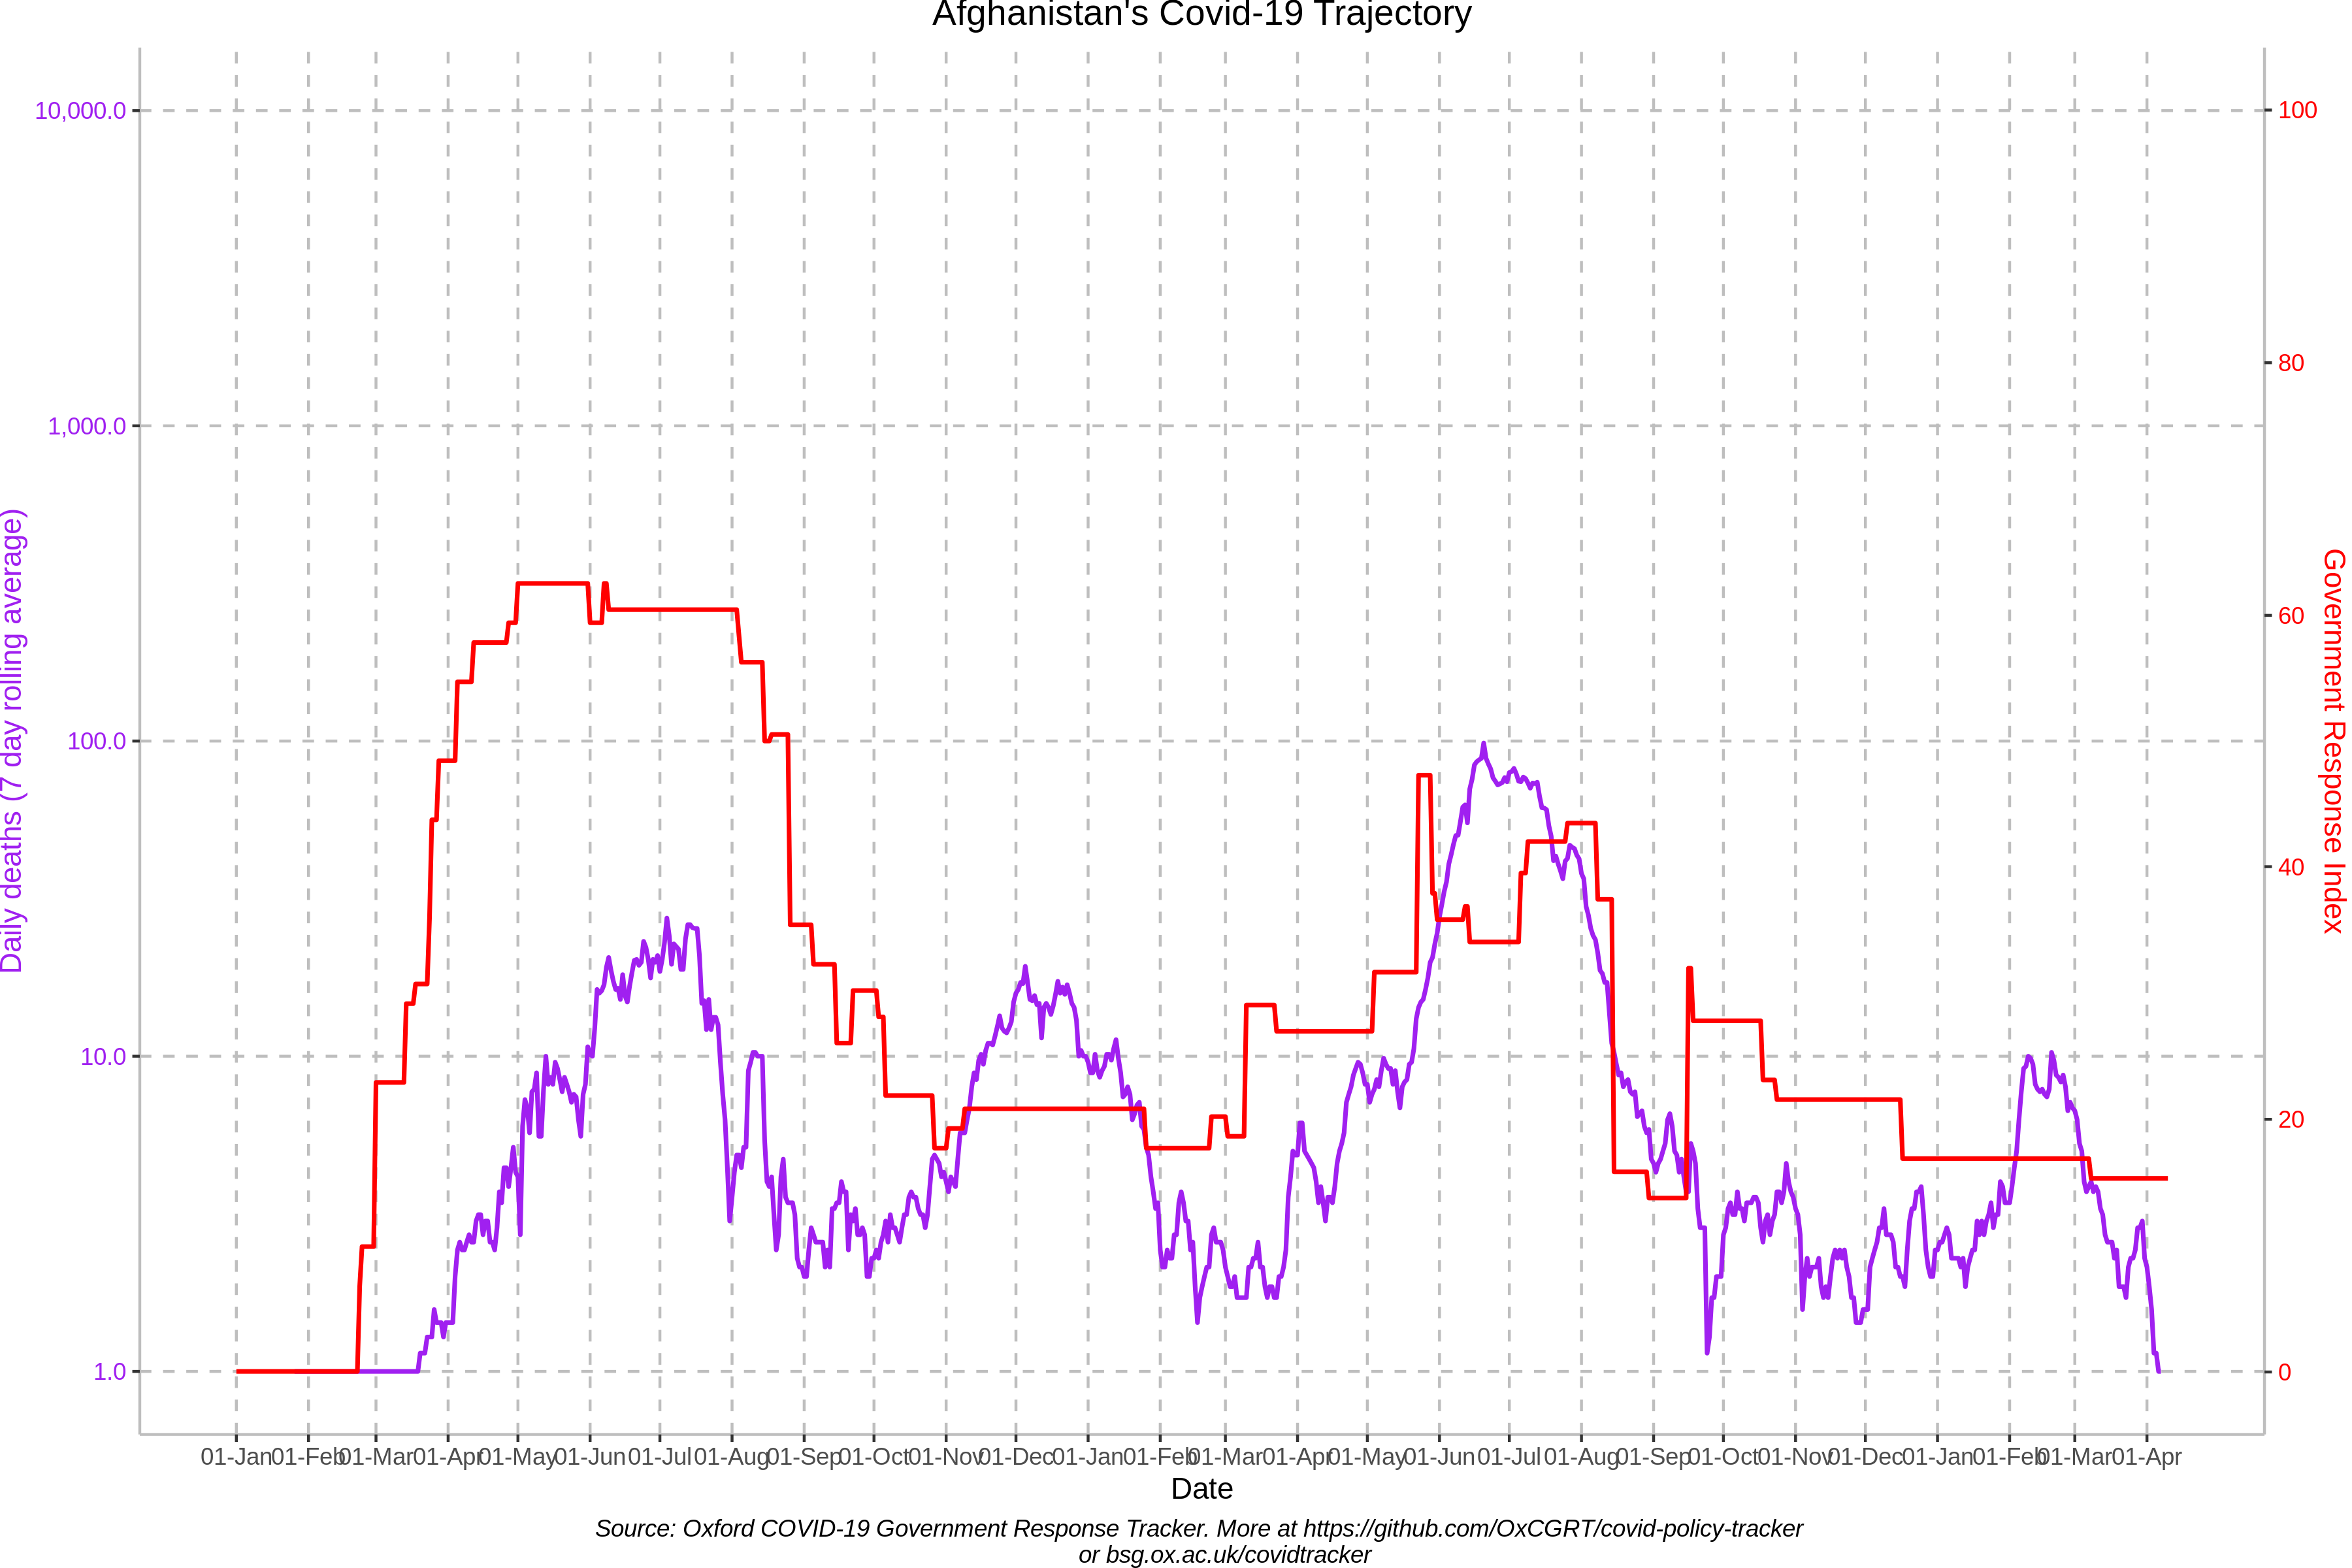 Afghanistan's Covid-19 Trajectory
10,000.0
1,000.0
100.0
10.0
1.0
Daily deaths (7 day rolling average)
100
80
60
40
20
0
Government Response Index
01-Jan 01-Feb 01-Mar 01-Apr 01-May 01-Jun 01-Jul 01-Aug 01-Sep 01-Oct 01-Nov 01-Dec 01-Jan 01-Feb 01-Mar 01-Apr 01-May 01-Jun 01-Jul 01-Aug 01-Sep 01-Oct 01-Nov 01-Dec 01-Jan 01-Feb 01-Mar 01-Apr
Date
Source: Oxford COVID-19 Government Response Tracker. More at https://github.com/OxCGRT/covid-policy-tracker
or bsg.ox.ac.uk/covidtracker